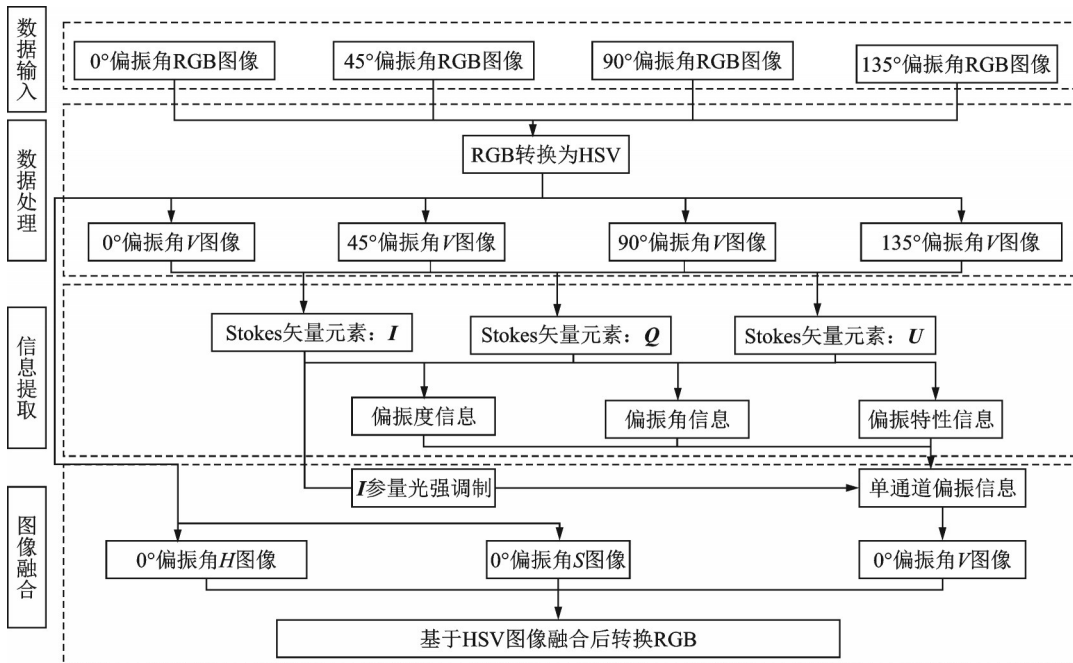 数据输入
0°偏振角RGB图像
45°偏振角RGB图像
90°偏振角RGB图像
135°偏振角RGB图像
数据处理
RGB转换为HSV
0°偏振角V图像
45°偏振角V图像
90°偏振角V图像
135°偏振角V图像
信息提取
Stokes矢量元素：I
Stokes矢量元素：Q
Stokes矢量元素：U
偏振度信息
偏振角信息
偏振特性信息
图像融合
I参量光强调制
单通道偏振信息
0°偏振角H图像
0°偏振角S图像
0°偏振角V图像
基于HSV图像融合后转换RGB